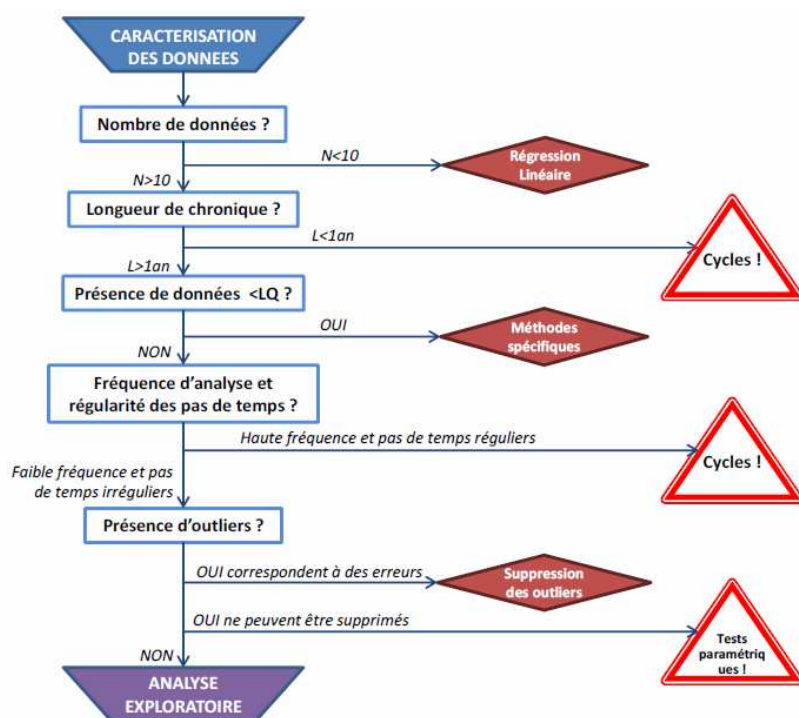 CARACTERISATION
DES DONNEES
Nombre de données ?
N<10
Régression
Linéaire
N>10
Longueur de chronique ?
L<1an
Cycles !
L>1an
Présence de données <LQ ?
OUI
Méthodes
spécifiques
NON
Fréquence d'analyse et
régularité des pas de temps ?
Haute fréquence et pas de temps réguliers
Cycles !
Faible fréquence et pas
de temps irréguliers
Présence d'outliers ?
OUI correspondent à des erreurs
Suppression
des outliers
OUI ne peuvent être supprimés
Tests
paramétriq
ues !
NON
ANALYSE
EXPLORATOIRE